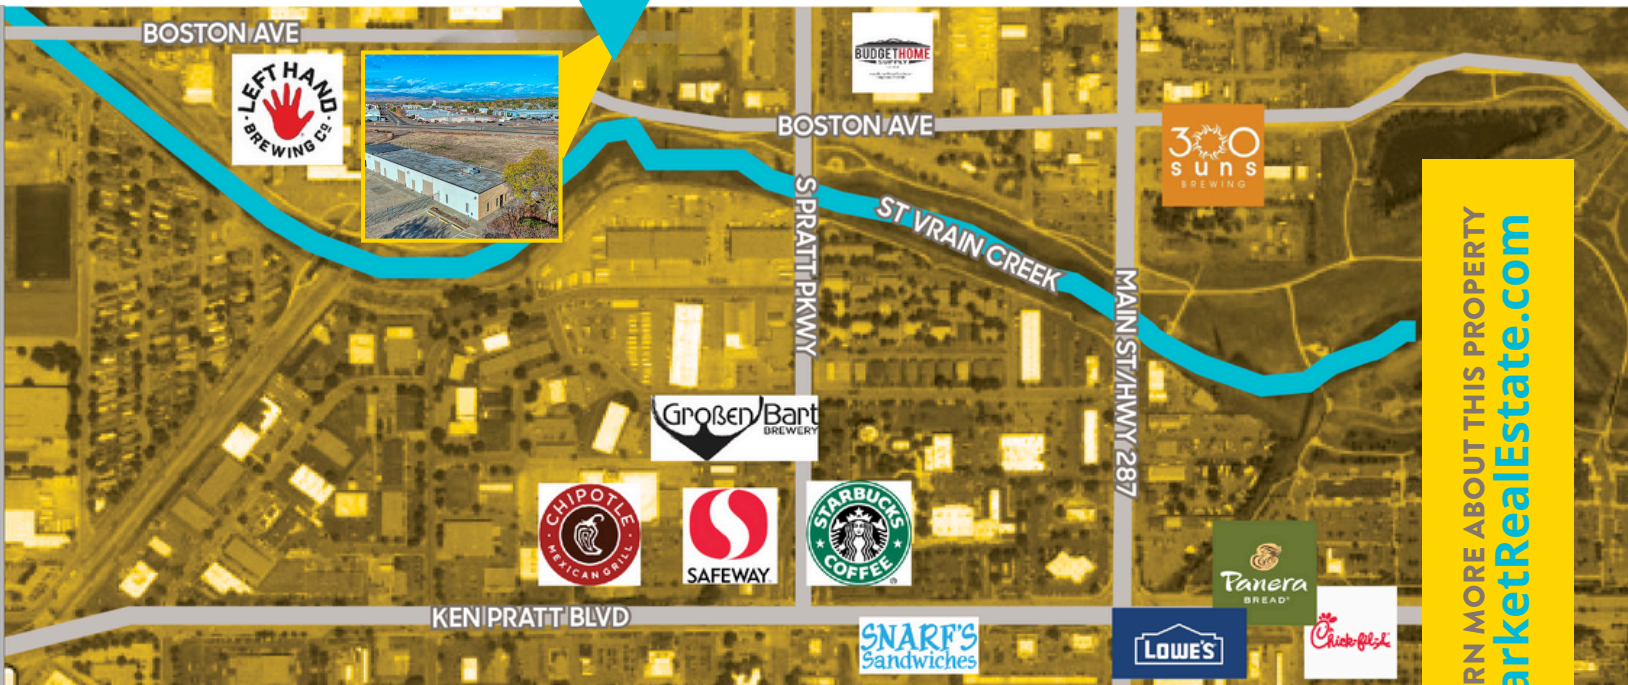 BOSTON AVE
LEFT HAND
BREWING Co
BUDGET HOME
SUPPLY
BOSTON AVE
300
suns
BREWING
S PRATT PKWY
ST VRAIN CREEK
MAIN ST/HWY 287
Großen Bart
BREWERY
CHIPOTLE
MEXICAN GRILL
SAFEWAY
STARBUCKS
COFFEE
Panera
BREAD
KEN PRATT BLVD
SNARF'S
Sandwiches
LOWE'S
Chick-fil-A
RN MORE ABOUT THIS PROPERTY
arketRealEstate.com